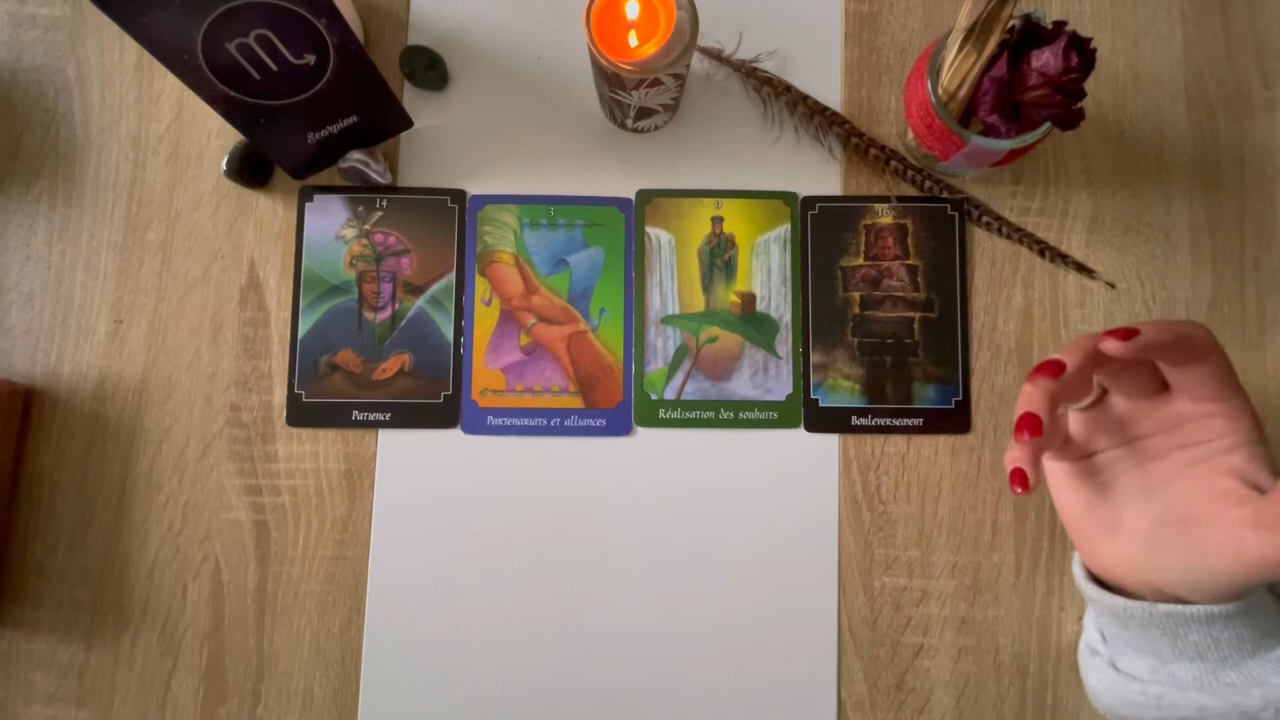 Scorpion
14
Patience
3
Partenariats et alliances
9
Réalisation des souhaits
16
Bouleversement